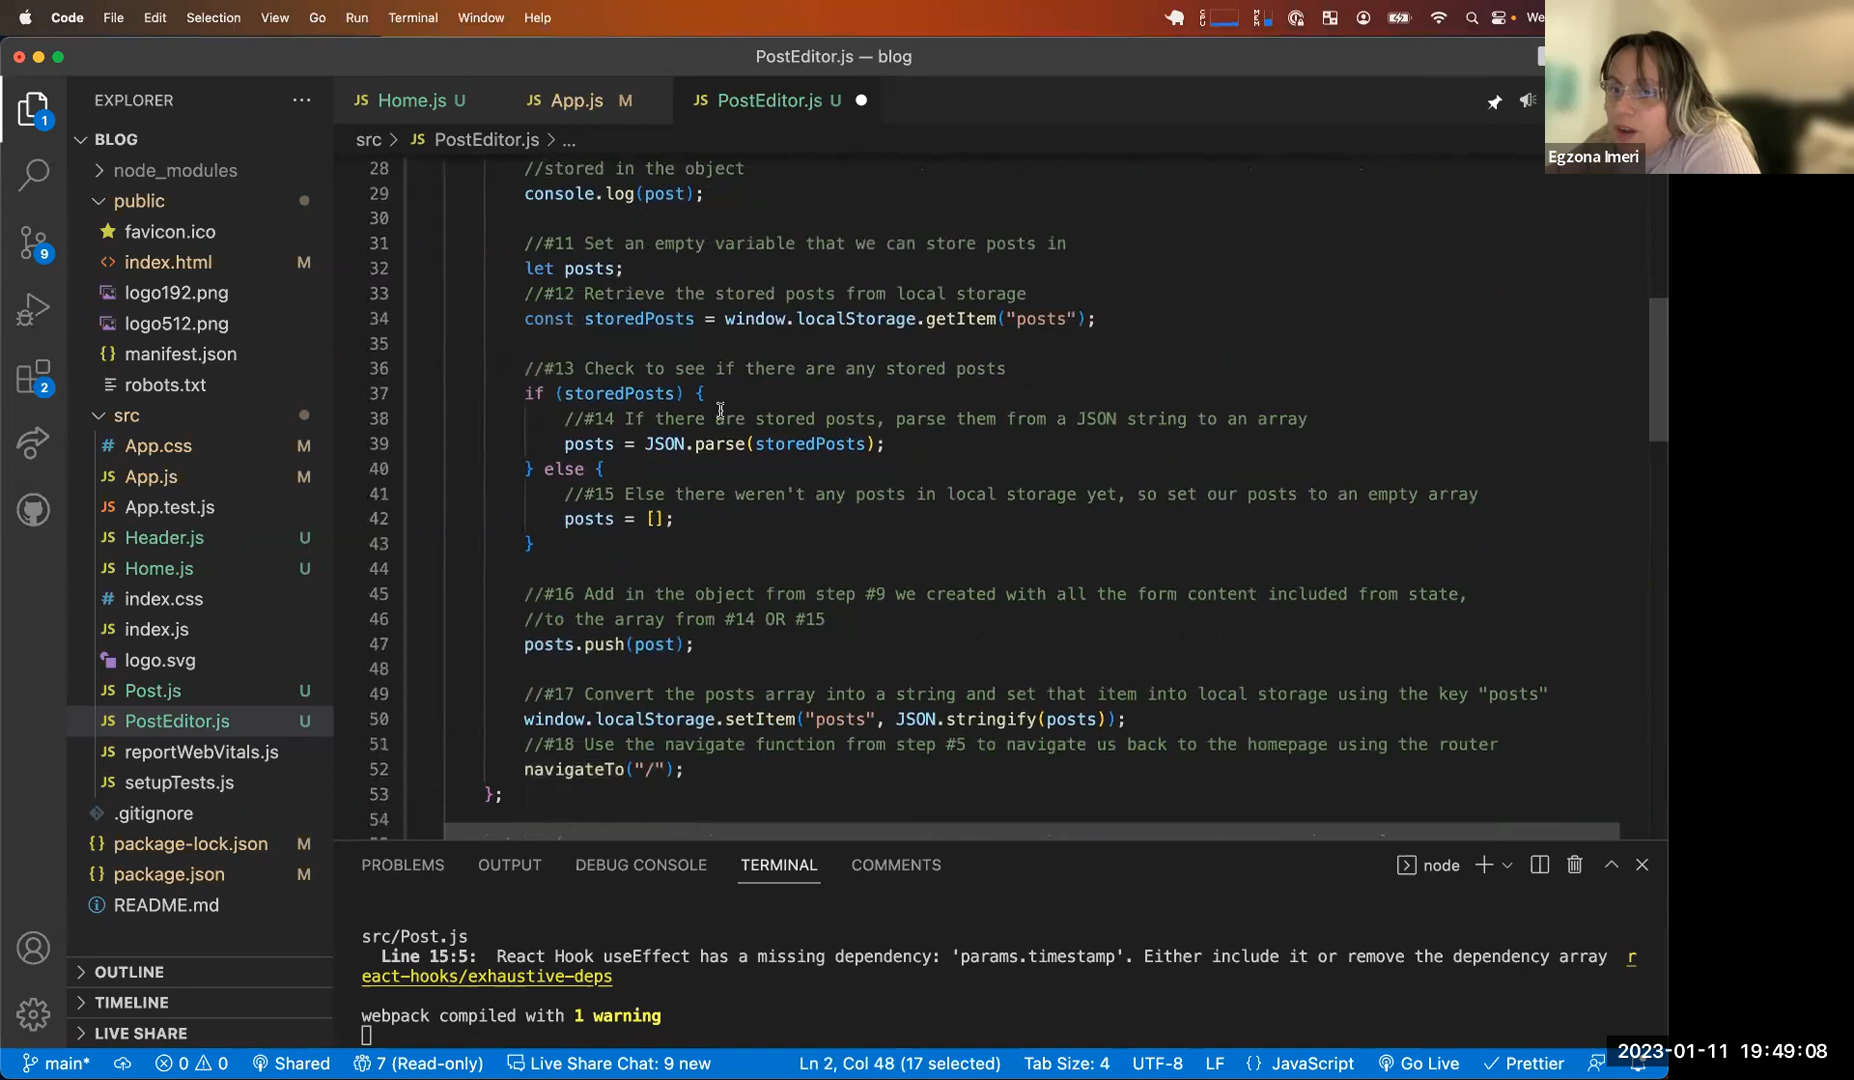 Code File Edit Selection View Go Run Terminal Window Help We
PostEditor.js — blog
EXPLORER
JS Home.js U JS App.js M JS PostEditor.js U
Egzona Imeri
BLOG
src > JS PostEditor.js > ...
node_modules
public
favicon.ico
index.html M
logo192.png
logo512.png
manifest.json
robots.txt
src
App.css
App.js M
App.test.js
Header.js U
Home.js U
index.css
index.js
logo.svg
Post.js U
PostEditor.js U
reportWebVitals.js
setupTests.js
.gitignore
package-lock.json M
package.json M
README.md
OUTLINE
TIMELINE
LIVE SHARE
28 //stored in the object
29 console.log(post);
30
31 //#11 Set an empty variable that we can store posts in
32 let posts;
33 //#12 Retrieve the stored posts from local storage
34 const storedPosts = window.localStorage.getItem("posts");
35
36 //#13 Check to see if there are any stored posts
37 if (storedPosts) {
38 //#14 If there are stored posts, parse them from a JSON string to an array
39 posts = JSON.parse(storedPosts);
40 } else {
41 //#15 Else there weren't any posts in local storage yet, so set our posts to an empty array
42 posts = [];
43 }
44
45 //#16 Add in the object from step #9 we created with all the form content included from state,
46 //to the array from #14 OR #15
47 posts.push(post);
48
49 //#17 Convert the posts array into a string and set that item into local storage using the key "posts"
50 window.localStorage.setItem("posts", JSON.stringify(posts));
51 //#18 Use the navigate function from step #5 to navigate us back to the homepage using the router
52 navigateTo("/");
53 };
54
PROBLEMS OUTPUT DEBUG CONSOLE TERMINAL COMMENTS node
src/Post.js
Line 15:5: React Hook useEffect has a missing dependency: 'params.timestamp'. Either include it or remove the dependency array r
eact-hooks/exhaustive-deps
webpack compiled with 1 warning
main* 0 0 Shared 7 (Read-only) Live Share Chat: 9 new Ln 2, Col 48 (17 selected) Tab Size: 4 UTF-8 LF {} JavaScript Go Live Prettier
2023-01-11 19:49:08